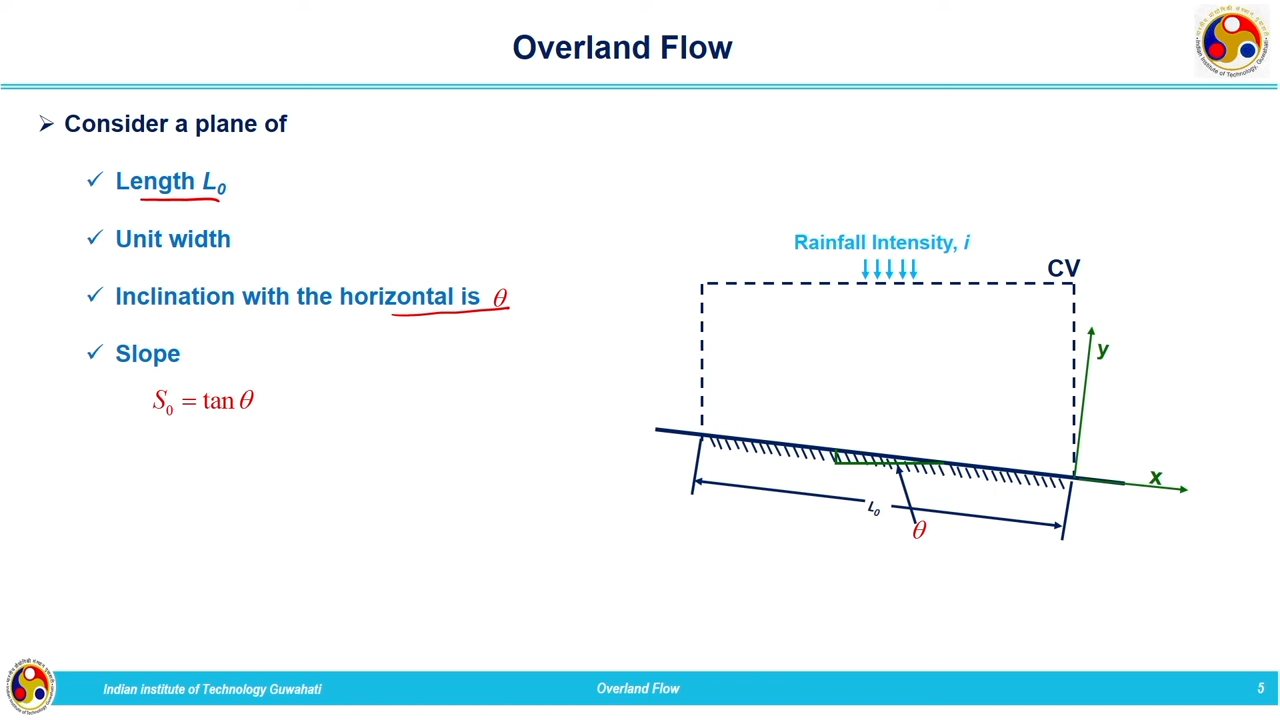 Overland Flow
Consider a plane of
Length L₀
Unit width
Inclination with the horizontal is θ
Slope
S₀ = tan θ
Rainfall Intensity, i
CV
y
x
L₀
θ
Indian institute of Technology Guwahati
Overland Flow
5